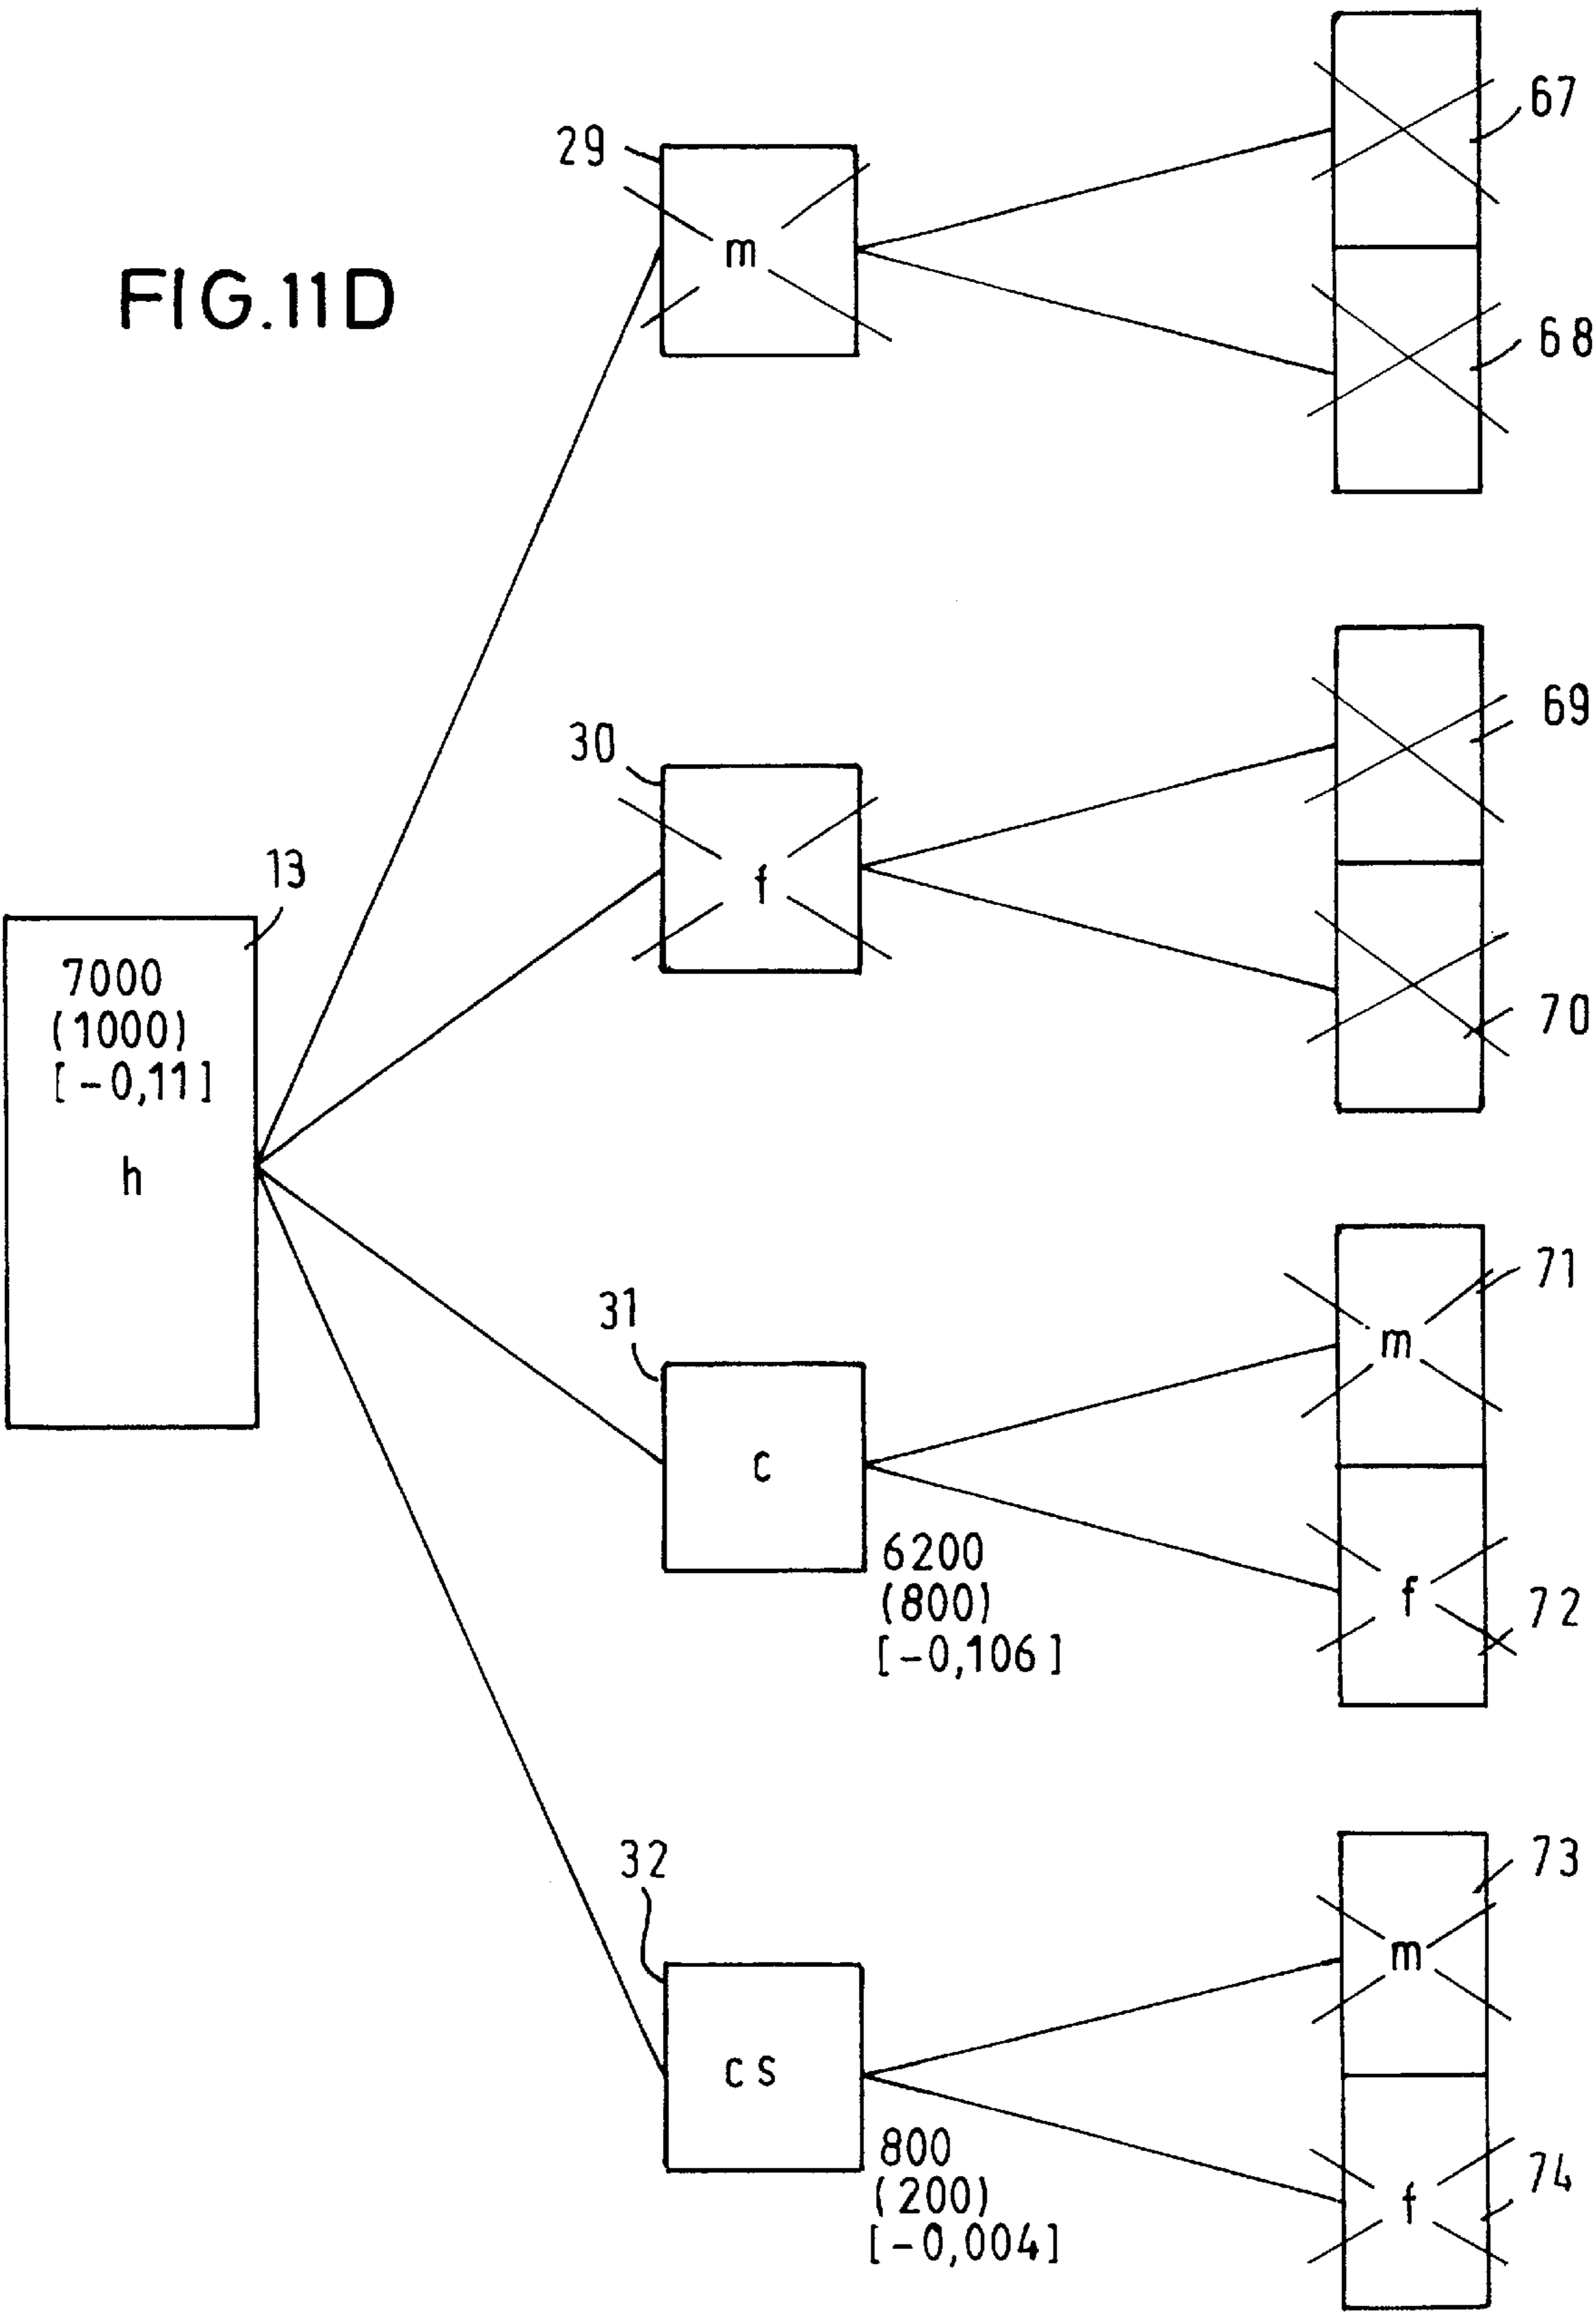 67
29
m
FIG.11D
68
69
30
f
13
7000
(1000)
[-0,11]
70
h
71
31
m
c
6200
(800)
[-0,106]
f
72
32
73
m
cs
800
(200)
[-0,004]
74
f